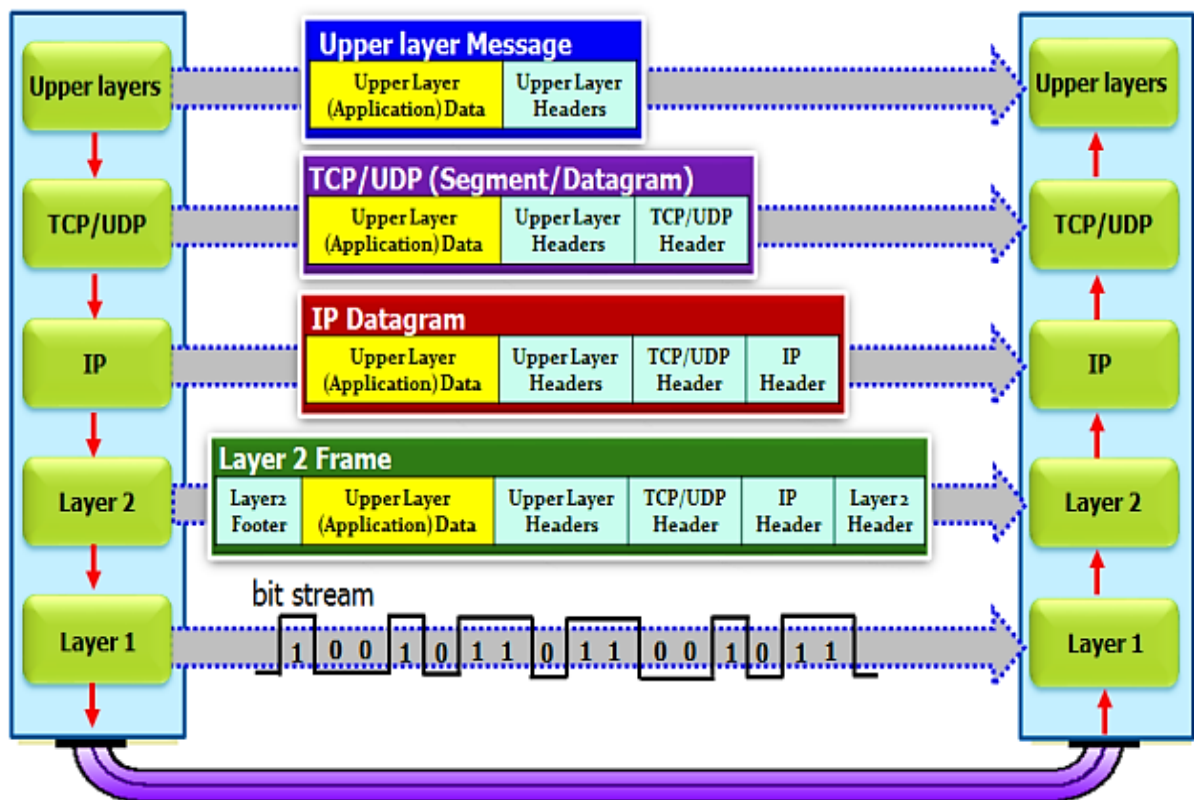 Upper layers
Upper layer Message
Upper Layer
(Application) Data
Upper Layer
Headers
Upper layers
TCP/UDP
TCP/UDP (Segment/Datagram)
Upper Layer
(Application) Data
Upper Layer
Headers
TCP/UDP
Header
TCP/UDP
IP
IP Datagram
Upper Layer
(Application) Data
Upper Layer
Headers
TCP/UDP
Header
IP
Header
IP
Layer 2
Layer 2 Frame
Layer2
Footer
Upper Layer
(Application) Data
Upper Layer
Headers
TCP/UDP
Header
IP
Header
Layer 2
Header
Layer 2
Layer 1
bit stream
1 0 0 1 0 1 1 0 1 1 0 0 1 0 1 1
Layer 1